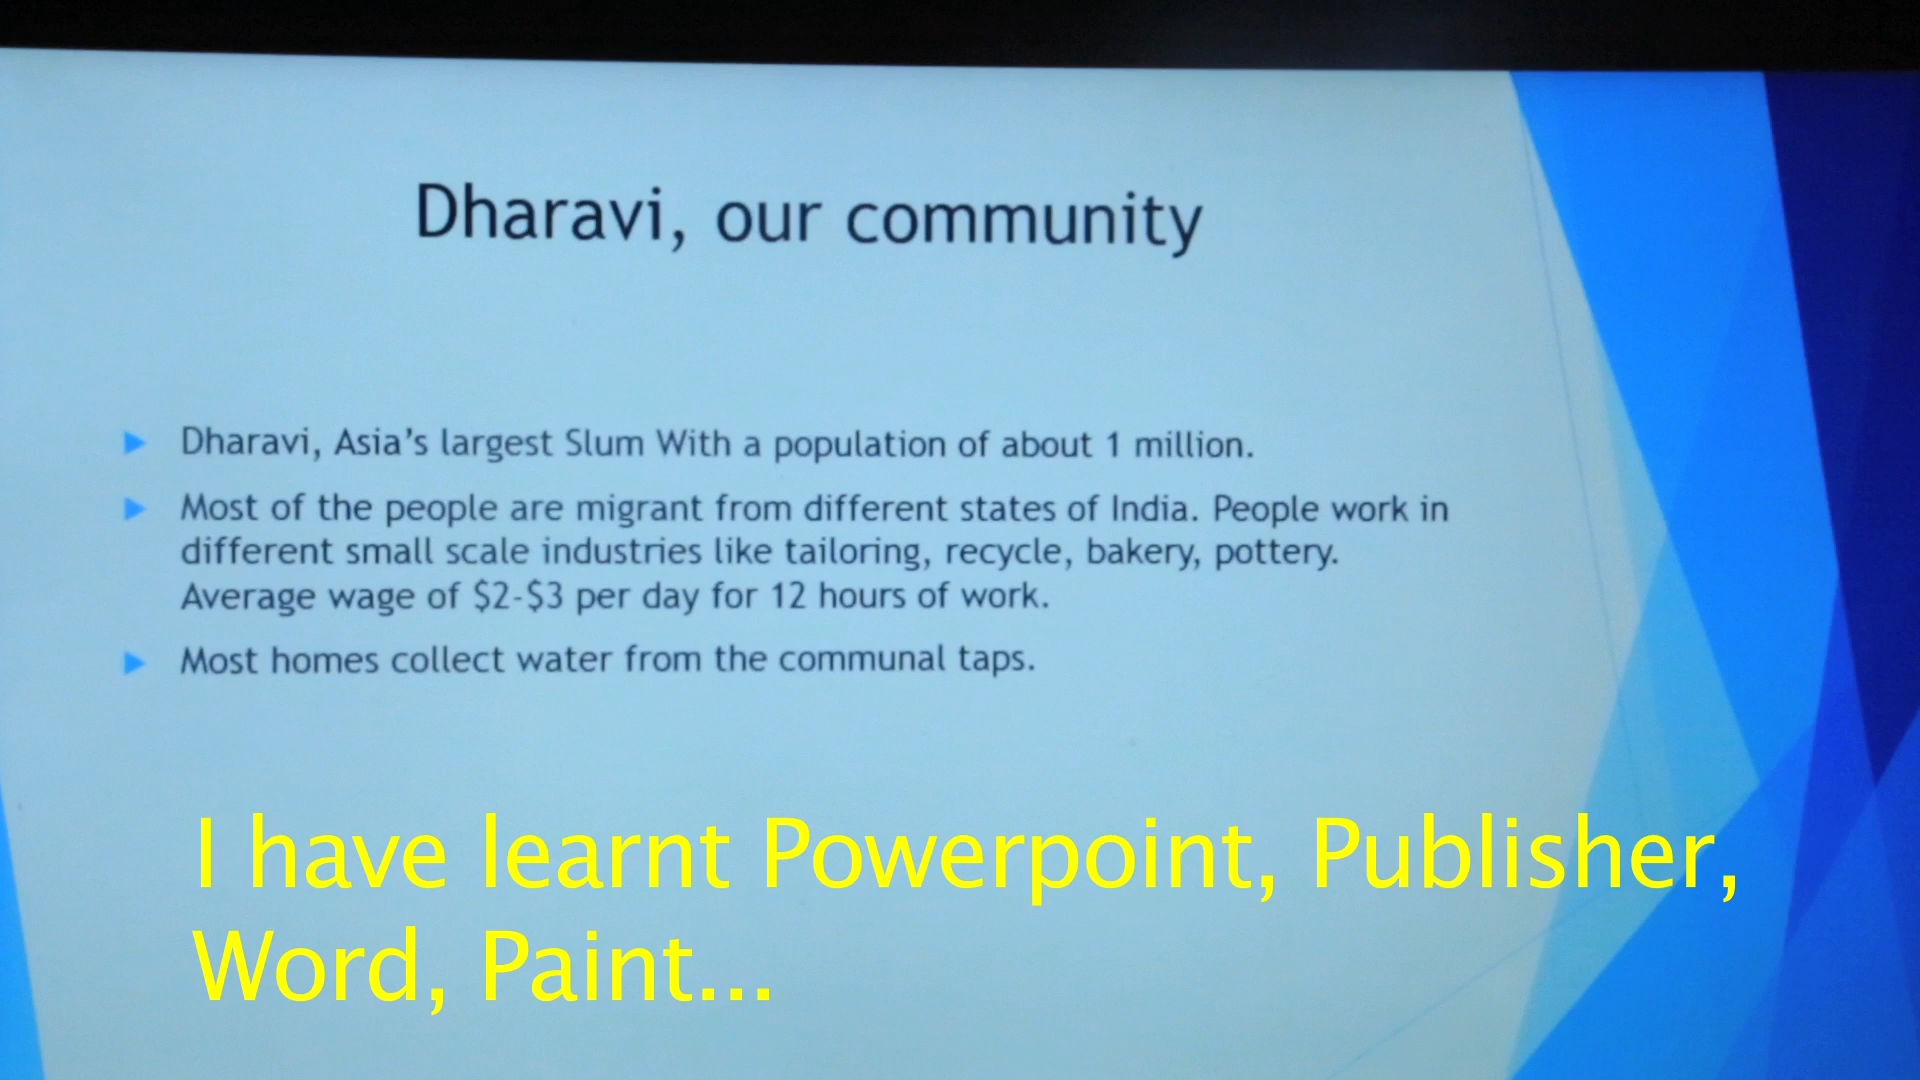 Dharavi, our community
Dharavi, Asia's largest Slum With a population of about 1 million.
Most of the people are migrant from different states of India. People work in
different small scale industries like tailoring, recycle, bakery, pottery.
Average wage of $2-$3 per day for 12 hours of work.
Most homes collect water from the communal taps.
I have learnt Powerpoint, Publisher,
Word, Paint...